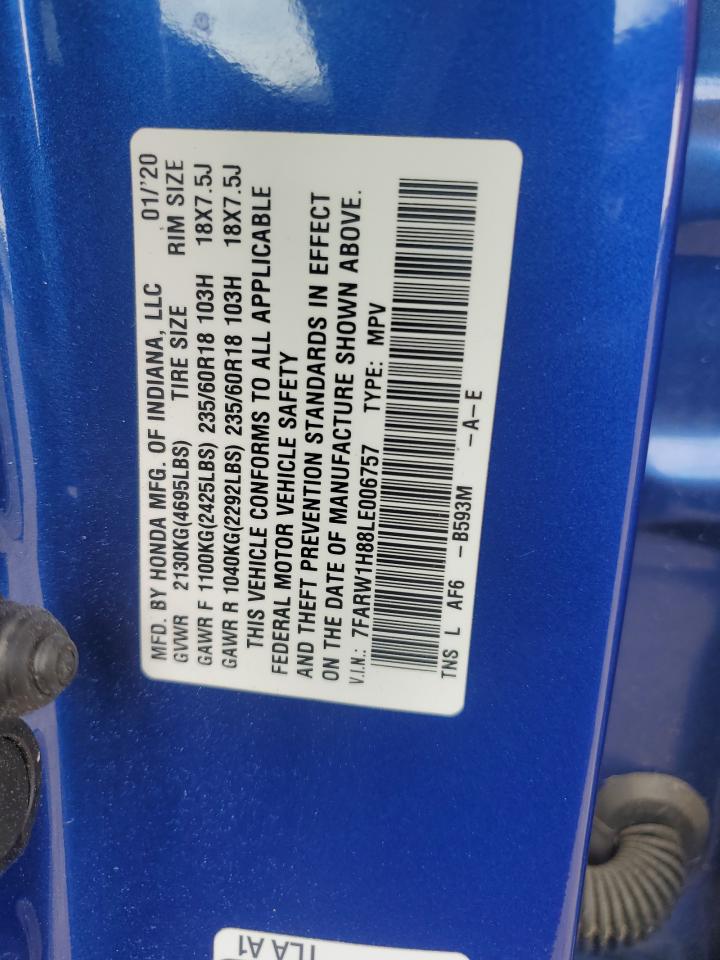 MFD. BY HONDA MFG. OF INDIANA, LLC 01/'20
GVWR 2130KG(4695LBS) TIRE SIZE RIM SIZE
GAWR F 1100KG(2425LBS) 235/60R18 103H 18X7.5J
GAWR R 1040KG(2292LBS) 235/60R18 103H 18X7.5J
THIS VEHICLE CONFORMS TO ALL APPLICABLE
FEDERAL MOTOR VEHICLE SAFETY
AND THEFT PREVENTION STANDARDS IN EFFECT
ON THE DATE OF MANUFACTURE SHOWN ABOVE.
V.I.N.: 7FARW1H88LE006757 TYPE: MPV
TNS L AF6 -B593M -A-E
A1